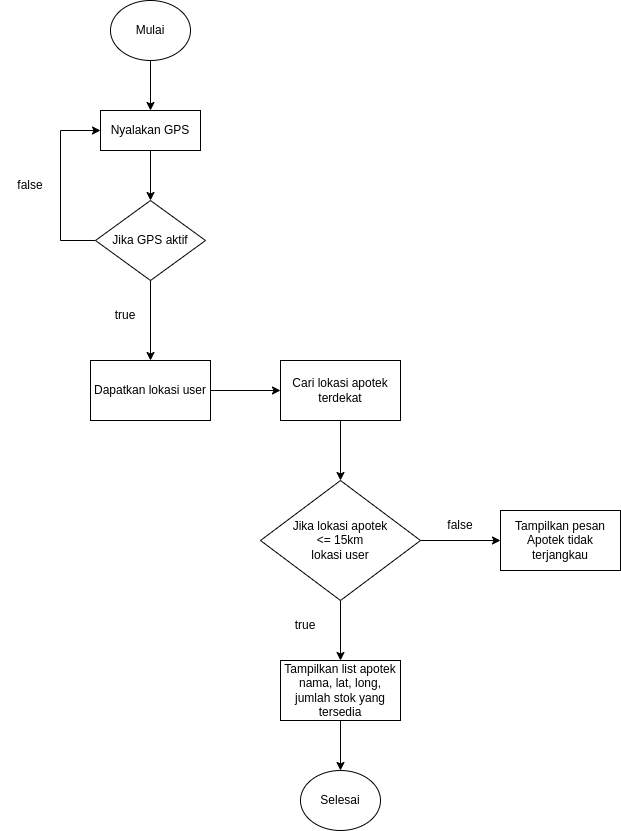 Mulai
Nyalakan GPS
false
Jika GPS aktif
true
Dapatkan lokasi user
Cari lokasi apotek
terdekat
Jika lokasi apotek
<= 15km
lokasi user
false
Tampilkan pesan
Apotek tidak
terjangkau
true
Tampilkan list apotek
nama, lat, long,
jumlah stok yang
tersedia
Selesai